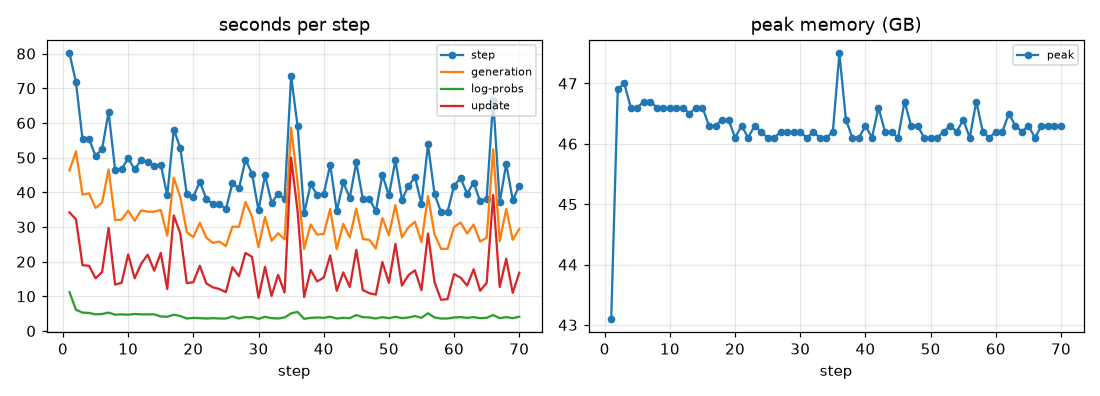 seconds per step
80
70
60
50
40
30
20
10
0
0 10 20 30 40 50 60 70
step
step
generation
log-probs
update
peak memory (GB)
47
46
45
44
43
0 10 20 30 40 50 60 70
step
peak